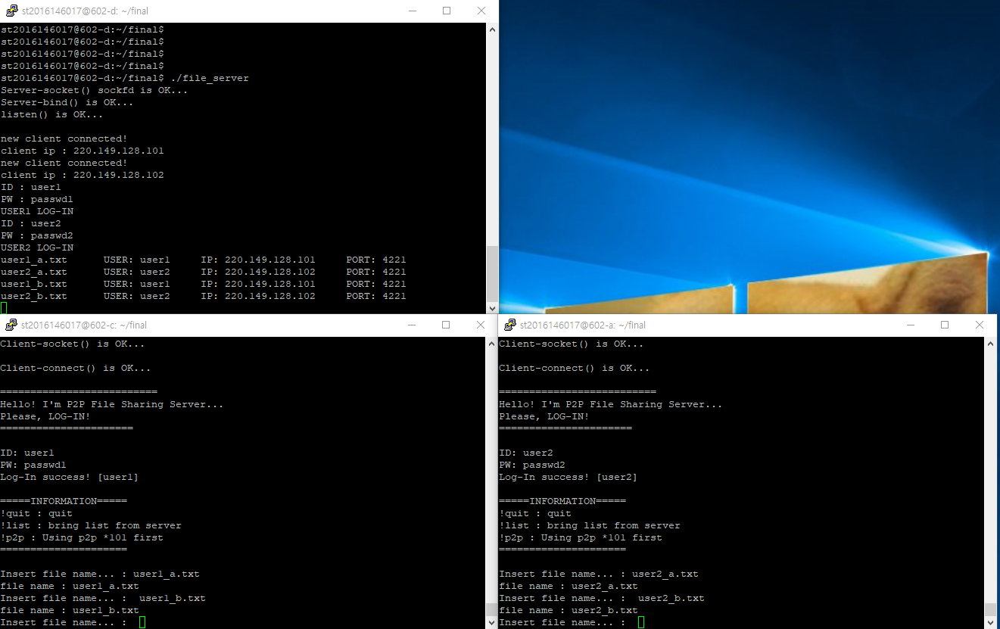 st2016146017@602-d: ~/final
st2016146017@602-d:~/final$
st2016146017@602-d:~/final$
st2016146017@602-d:~/final$
st2016146017@602-d:~/final$
st2016146017@602-d:~/final$ ./file_server
Server-socket() sockfd is OK...
Server-bind() is OK...
listen() is OK...
new client connected!
client ip : 220.149.128.101
new client connected!
client ip : 220.149.128.102
ID : user1
PW : passwd1
USER1 LOG-IN
ID : user2
PW : passwd2
USER2 LOG-IN
user1_a.txt USER: user1 IP: 220.149.128.101 PORT: 4221
user2_a.txt USER: user2 IP: 220.149.128.102 PORT: 4221
user1_b.txt USER: user1 IP: 220.149.128.101 PORT: 4221
user2_b.txt USER: user2 IP: 220.149.128.102 PORT: 4221
st2016146017@602-c: ~/final
Client-socket() is OK...
Client-connect() is OK...
==========================
Hello! I'm P2P File Sharing Server...
Please, LOG-IN!
======================
ID: user1
PW: passwd1
Log-In success! [user1]
=====INFORMATION=====
!quit : quit
!list : bring list from server
!p2p : Using p2p *101 first
=====================
Insert file name... : user1_a.txt
file name : user1_a.txt
Insert file name... :  user1_b.txt
file name : user1_b.txt
Insert file name... :
st2016146017@602-a: ~/final
Client-socket() is OK...
Client-connect() is OK...
==========================
Hello! I'm P2P File Sharing Server...
Please, LOG-IN!
======================
ID: user2
PW: passwd2
Log-In success! [user2]
=====INFORMATION=====
!quit : quit
!list : bring list from server
!p2p : Using p2p *101 first
=====================
Insert file name... : user2_a.txt
file name : user2_a.txt
Insert file name... :  user2_b.txt
file name : user2_b.txt
Insert file name... :